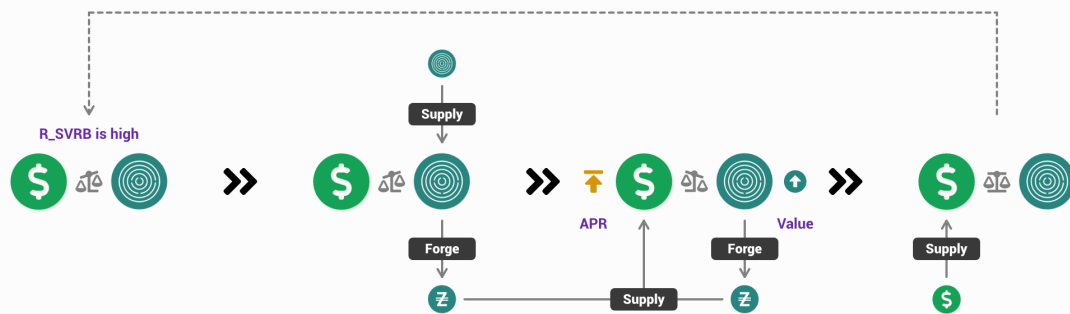 R_SVRB is high
Supply
Forge
APR
Value
Forge
Supply
Supply